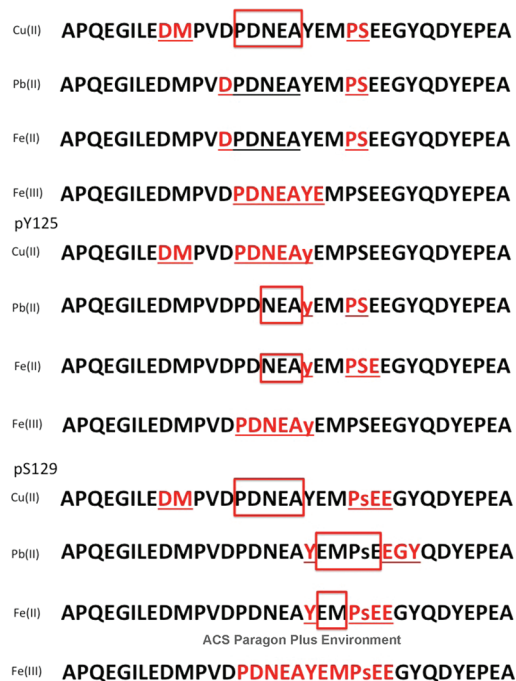 Cu(II) APQEGILEDMPVDPDNEAYEMPSEEGYQDYEPEA
Pb(II) APQEGILEDMPVDPDNEAYEMPSEEGYQDYEPEA
Fe(II) APQEGILEDMPVDPDNEAYEMPSEEGYQDYEPEA
Fe(III) APQEGILEDMPVDPDNEAYEMPSEEGYQDYEPEA
pY125
Cu(II) APQEGILEDMPVDPDNEAyEMPSEEGYQDYEPEA
Pb(II) APQEGILEDMPVDPDNEAyEMPSEEGYQDYEPEA
Fe(II) APQEGILEDMPVDPDNEAyEMPSEEGYQDYEPEA
Fe(III) APQEGILEDMPVDPDNEAyEMPSEEGYQDYEPEA
pS129
Cu(II) APQEGILEDMPVDPDNEAYEMPsEEGYQDYEPEA
Pb(II) APQEGILEDMPVDPDNEAYEMPsEEGYQDYEPEA
Fe(II) APQEGILEDMPVDPDNEAYEMPsEEGYQDYEPEA
ACS Paragon Plus Environment
Fe(III) APQEGILEDMPVDPDNEAYEMPsEEGYQDYEPEA